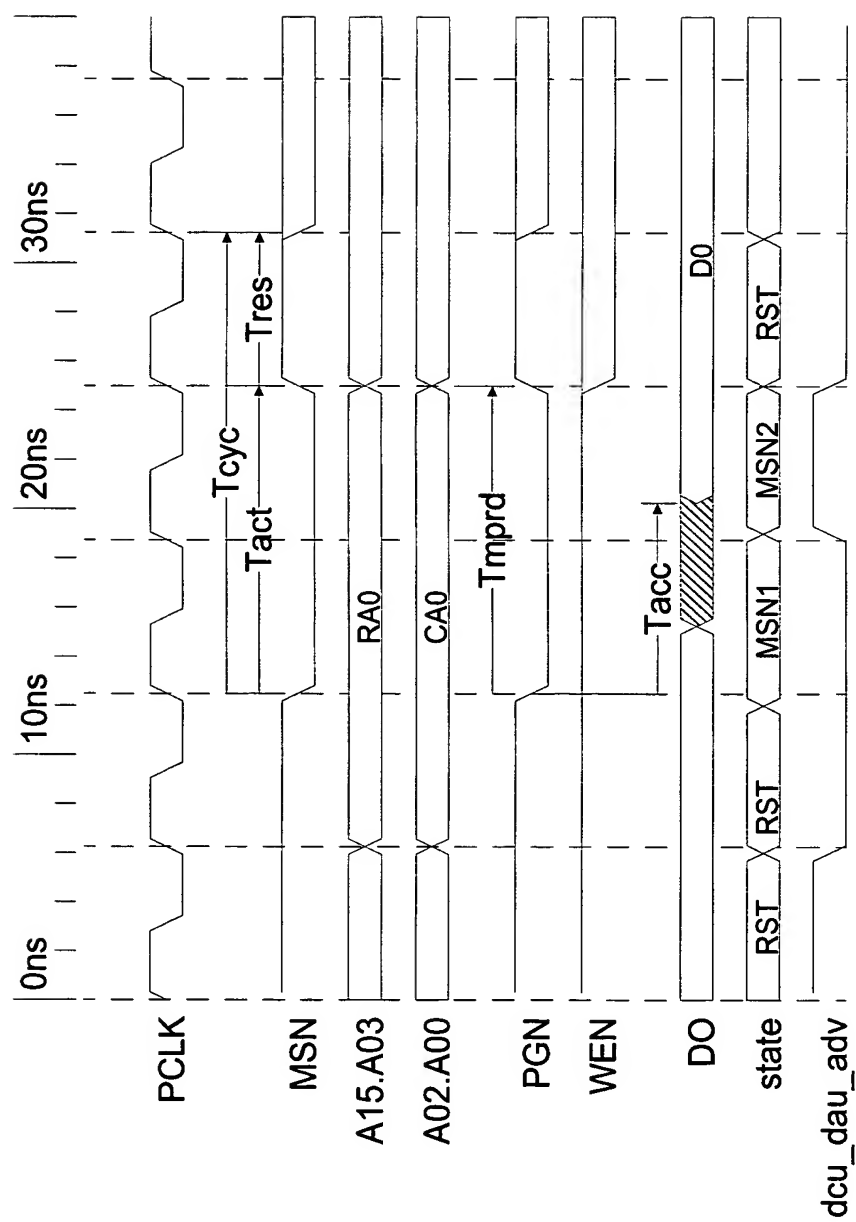 0ns 10ns 20ns 30ns
PCLK
Tcyc
Tact Tres
MSN
A15.A03 RA0
A02.A00 CA0
Tmprd
PGN
WEN
Tacc
DO D0
state RST RST MSN1 MSN2 RST
dcu_dau_adv